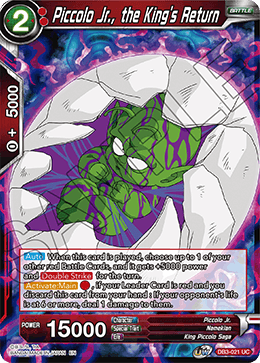 2
Piccolo Jr., the King's Return
BATTLE
+ 5000
Auto When this card is played, choose up to 1 of your
other red Battle Cards, and it gets +5000 power
and Double Strike for the turn.
Activate:Main : If your Leader Card is red and you
discard this card from your hand : If your opponent's life
is at 6 or more, deal 1 damage to them.
POWER 15000
Character Piccolo Jr.
Special Trait Namekian
Era King Piccolo Saga
DB3-021 UC